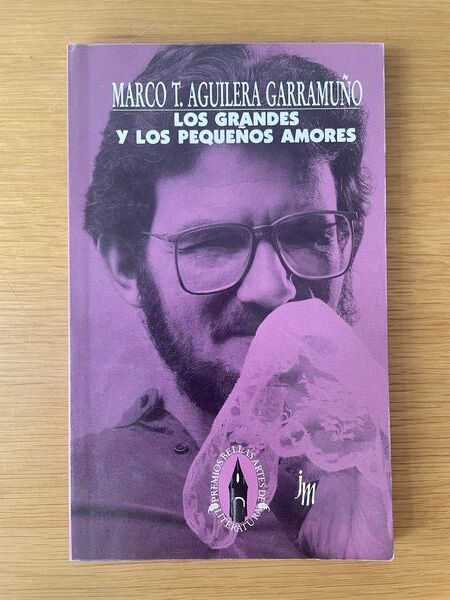 MARCO T. AGUILERA GARRAMUÑO
LOS GRANDES
Y LOS PEQUEÑOS AMORES
PREMIOS BELLAS ARTES DE
LITERATURA
jm